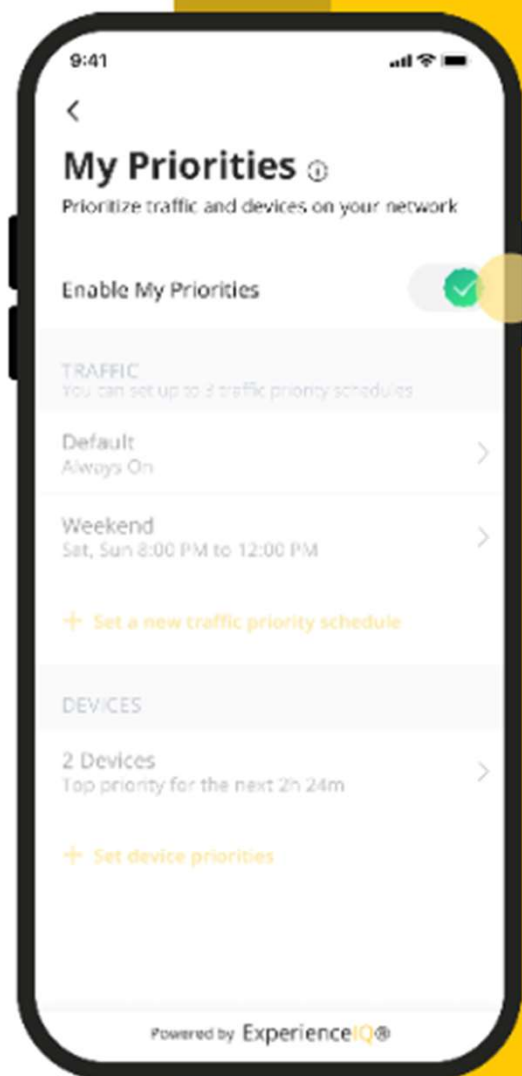 9:41
My Priorities
Prioritize traffic and devices on your network
Enable My Priorities
TRAFFIC
You can set up to 3 traffic priority schedules
Default
Always On
Weekend
Sat, Sun 8:00 PM to 12:00 PM
+ Set a new traffic priority schedule
DEVICES
2 Devices
Top priority for the next 2h 24m
+ Set device priorities
Powered by ExperienceIQ®